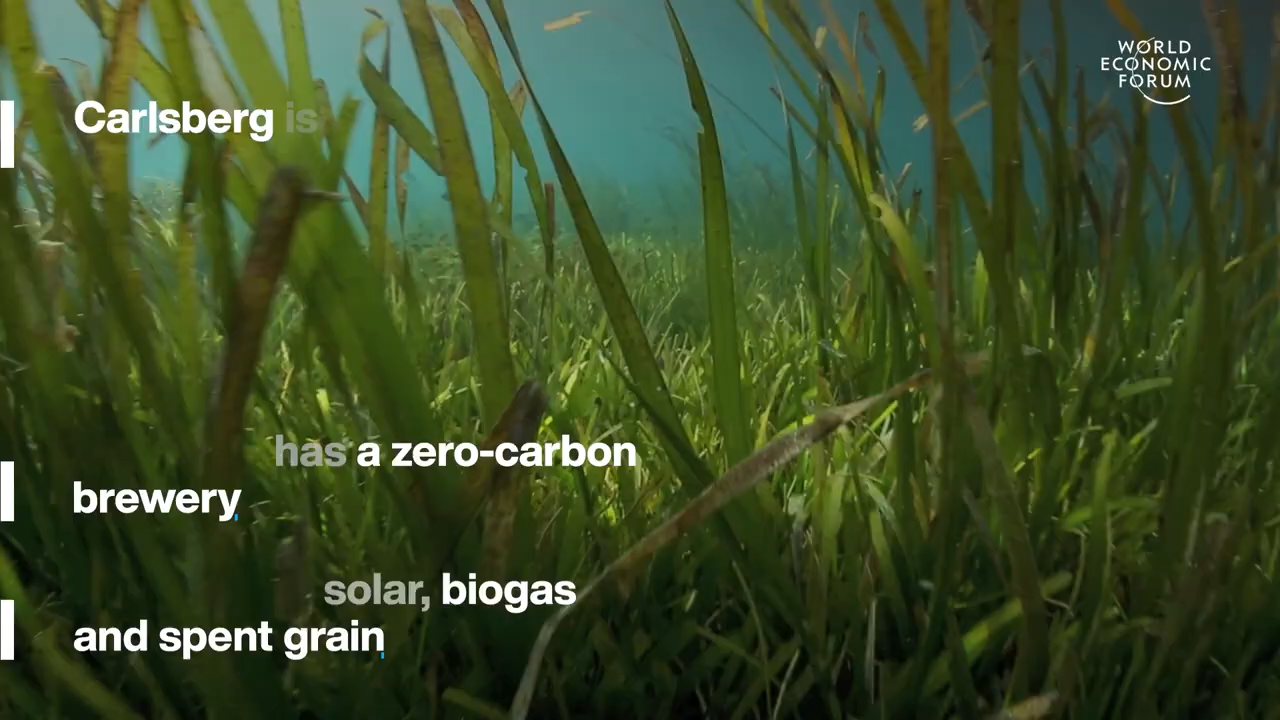 WORLD
ECONOMIC
FORUM
Carlsberg is
has a zero-carbon
brewery
solar, biogas
and spent grain